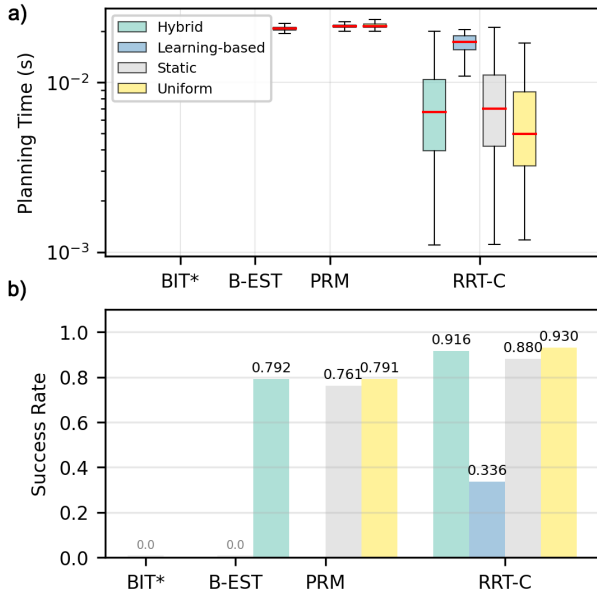 a)
Planning Time (s)
10⁻²
10⁻³
Hybrid
Learning-based
Static
Uniform
BIT*
B-EST
PRM
RRT-C
b)
Success Rate
1.0
0.8
0.6
0.4
0.2
0.0
0.0
0.0
0.792
0.761
0.791
0.916
0.336
0.880
0.930
BIT*
B-EST
PRM
RRT-C